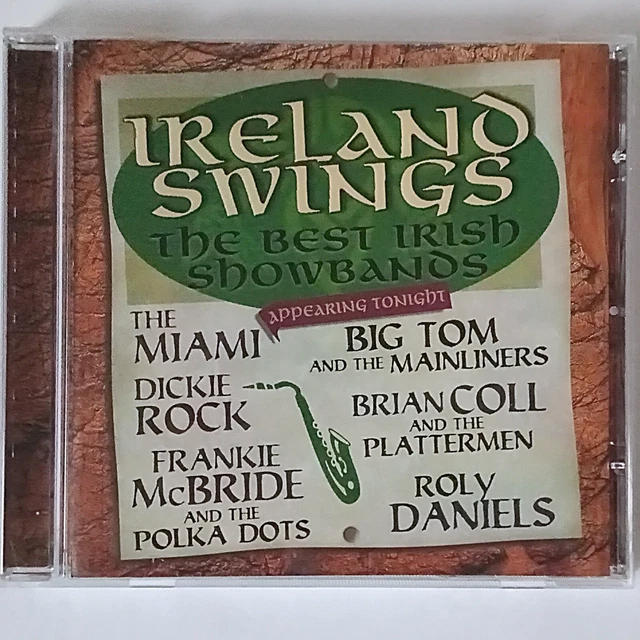 IRELAND
SWINGS
THE BEST IRISH
SHOWBANDS
APPEARING TONIGHT
THE
MIAMI
DICKIE
ROCK
FRANKIE
McBRIDE
AND THE
POLKA DOTS
BIG TOM
AND THE MAINLINERS
BRIAN COLL
AND THE
PLATTERMEN
ROLY
DANIELS